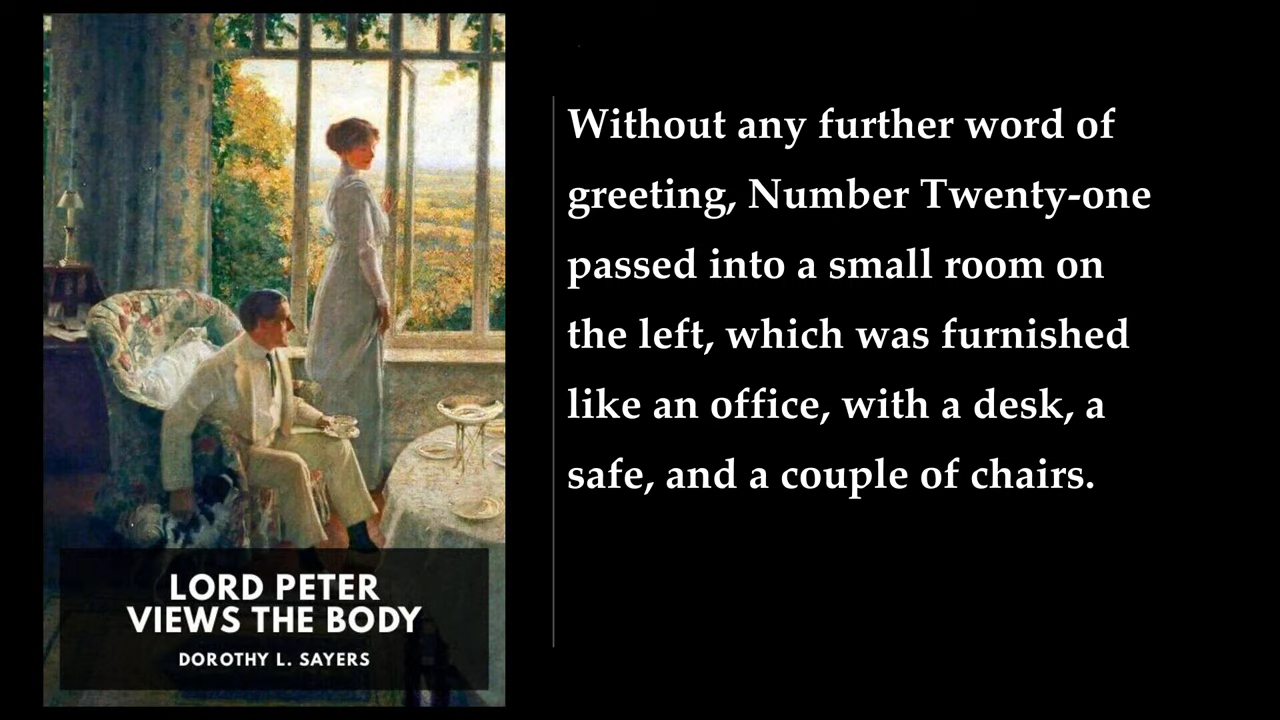 LORD PETER
VIEWS THE BODY
DOROTHY L. SAYERS
Without any further word of
greeting, Number Twenty-one
passed into a small room on
the left, which was furnished
like an office, with a desk, a
safe, and a couple of chairs.